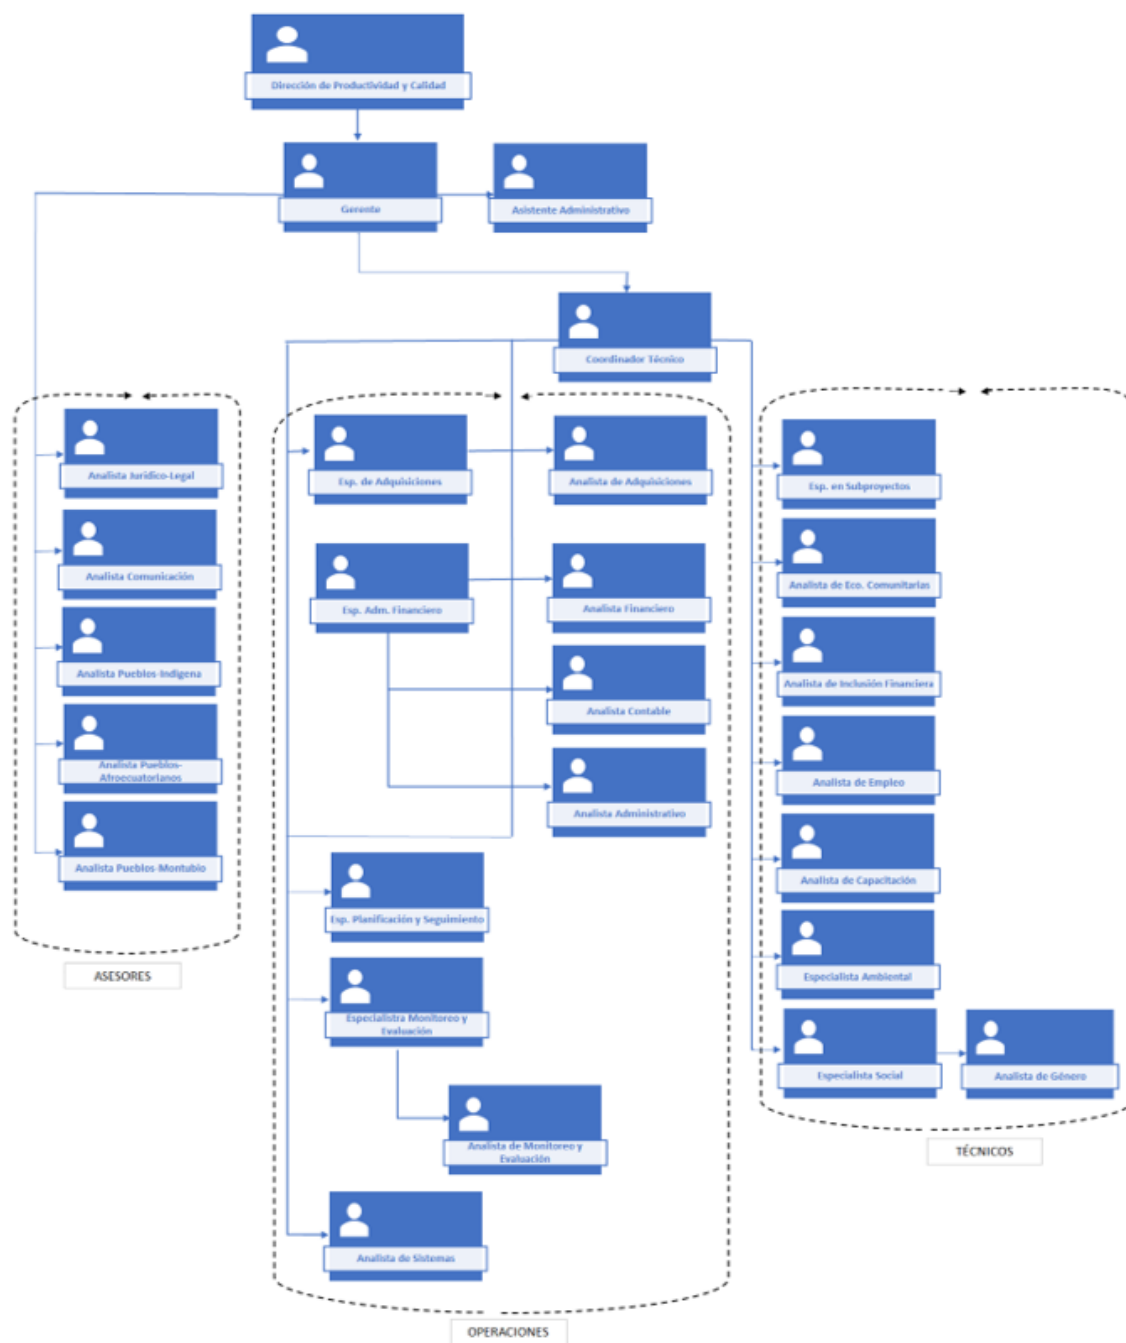 Dirección de Productividad y Calidad
Gerente
Asistente Administrativo
Coordinador Técnico
Analista Jurídico-Legal
Analista Comunicación
Analista Pueblos-Indígena
Analista Pueblos-
Afroecuatorianos
Analista Pueblos-Montubio
ASESORES
Esp. de Adquisiciones
Analista de Adquisiciones
Esp. Adm. Financiero
Analista Financiero
Analista Contable
Analista Administrativo
Esp. Planificación y Seguimiento
Especialistra Monitoreo y
Evaluación
Analista de Monitoreo y
Evaluación
Analista de Sistemas
OPERACIONES
Esp. en Subproyectos
Analista de Eco. Comunitarias
Analista de Inclusión Financiera
Analista de Empleo
Analista de Capacitación
Especialista Ambiental
Especialista Social
Analista de Género
TÉCNICOS